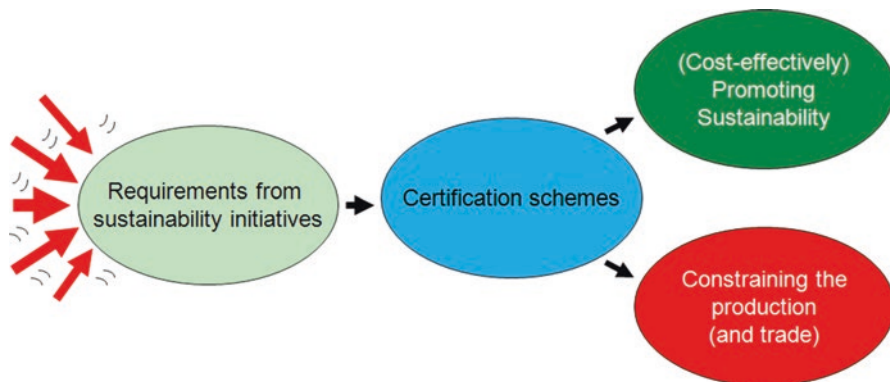 Requirements from
sustainability initiatives
Certification schemes
(Cost-effectively)
Promoting
Sustainability
Constraining the
production
(and trade)